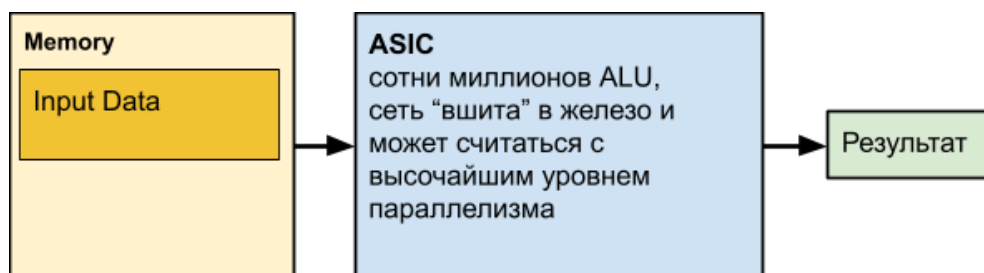 Memory
Input Data
ASIC
сотни миллионов ALU,
сеть “вшита” в железо и
может считаться с
высочайшим уровнем
параллелизма
Результат